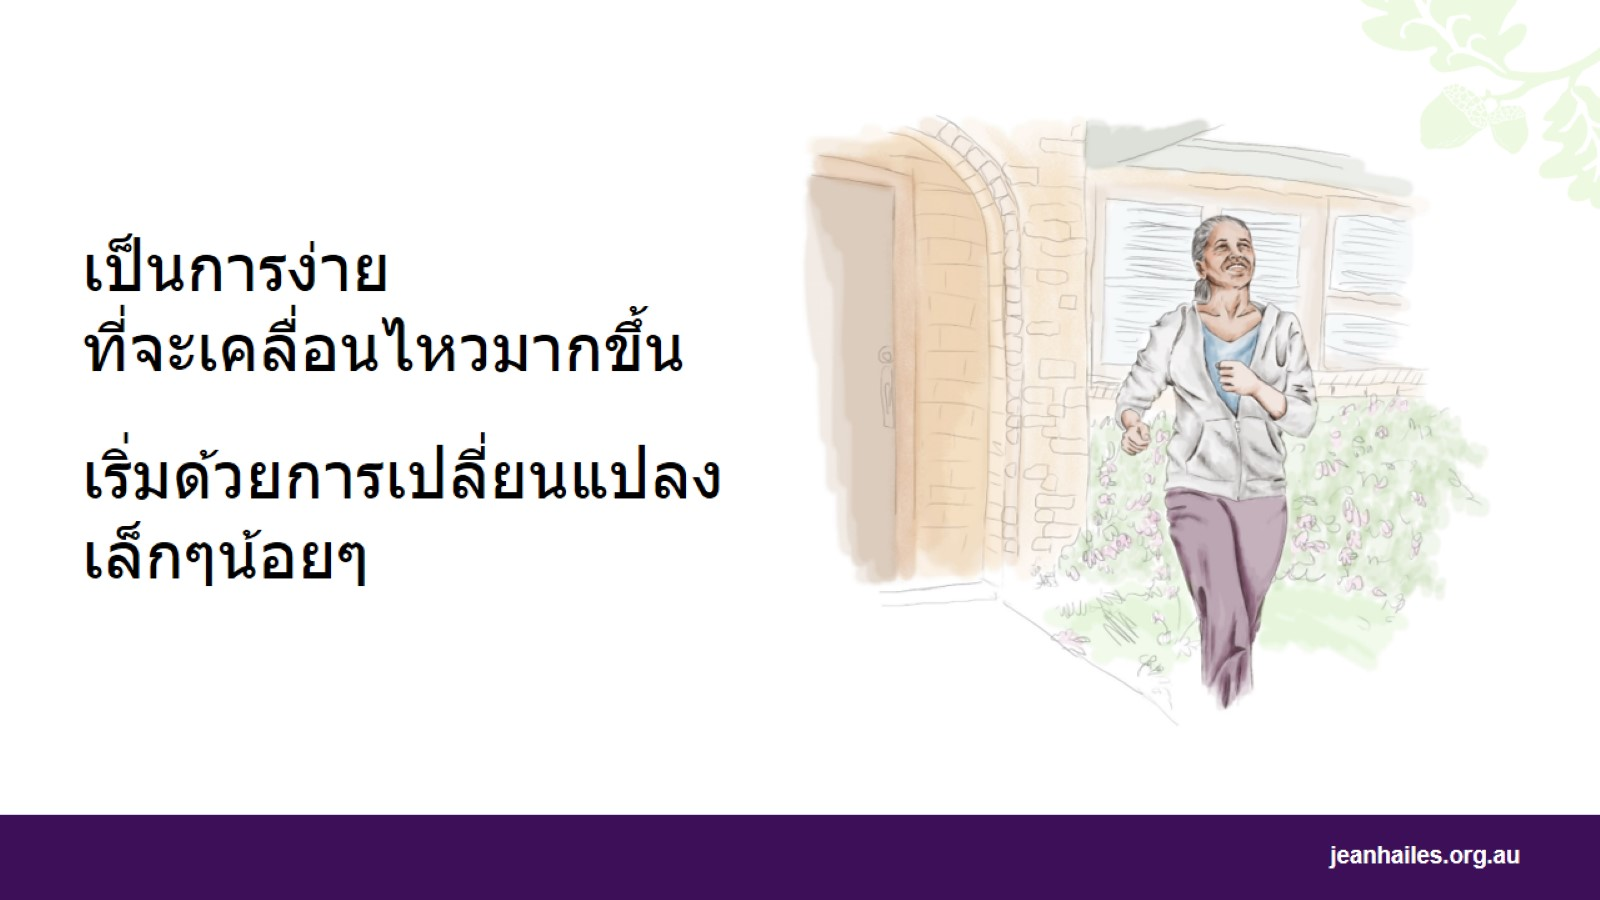 เป็นการง่าย
ที่จะเคลื่อนไหวมากขึ้น
เริ่มด้วยการเปลี่ยนแปลง
เล็กๆน้อยๆ
jeanhailes.org.au